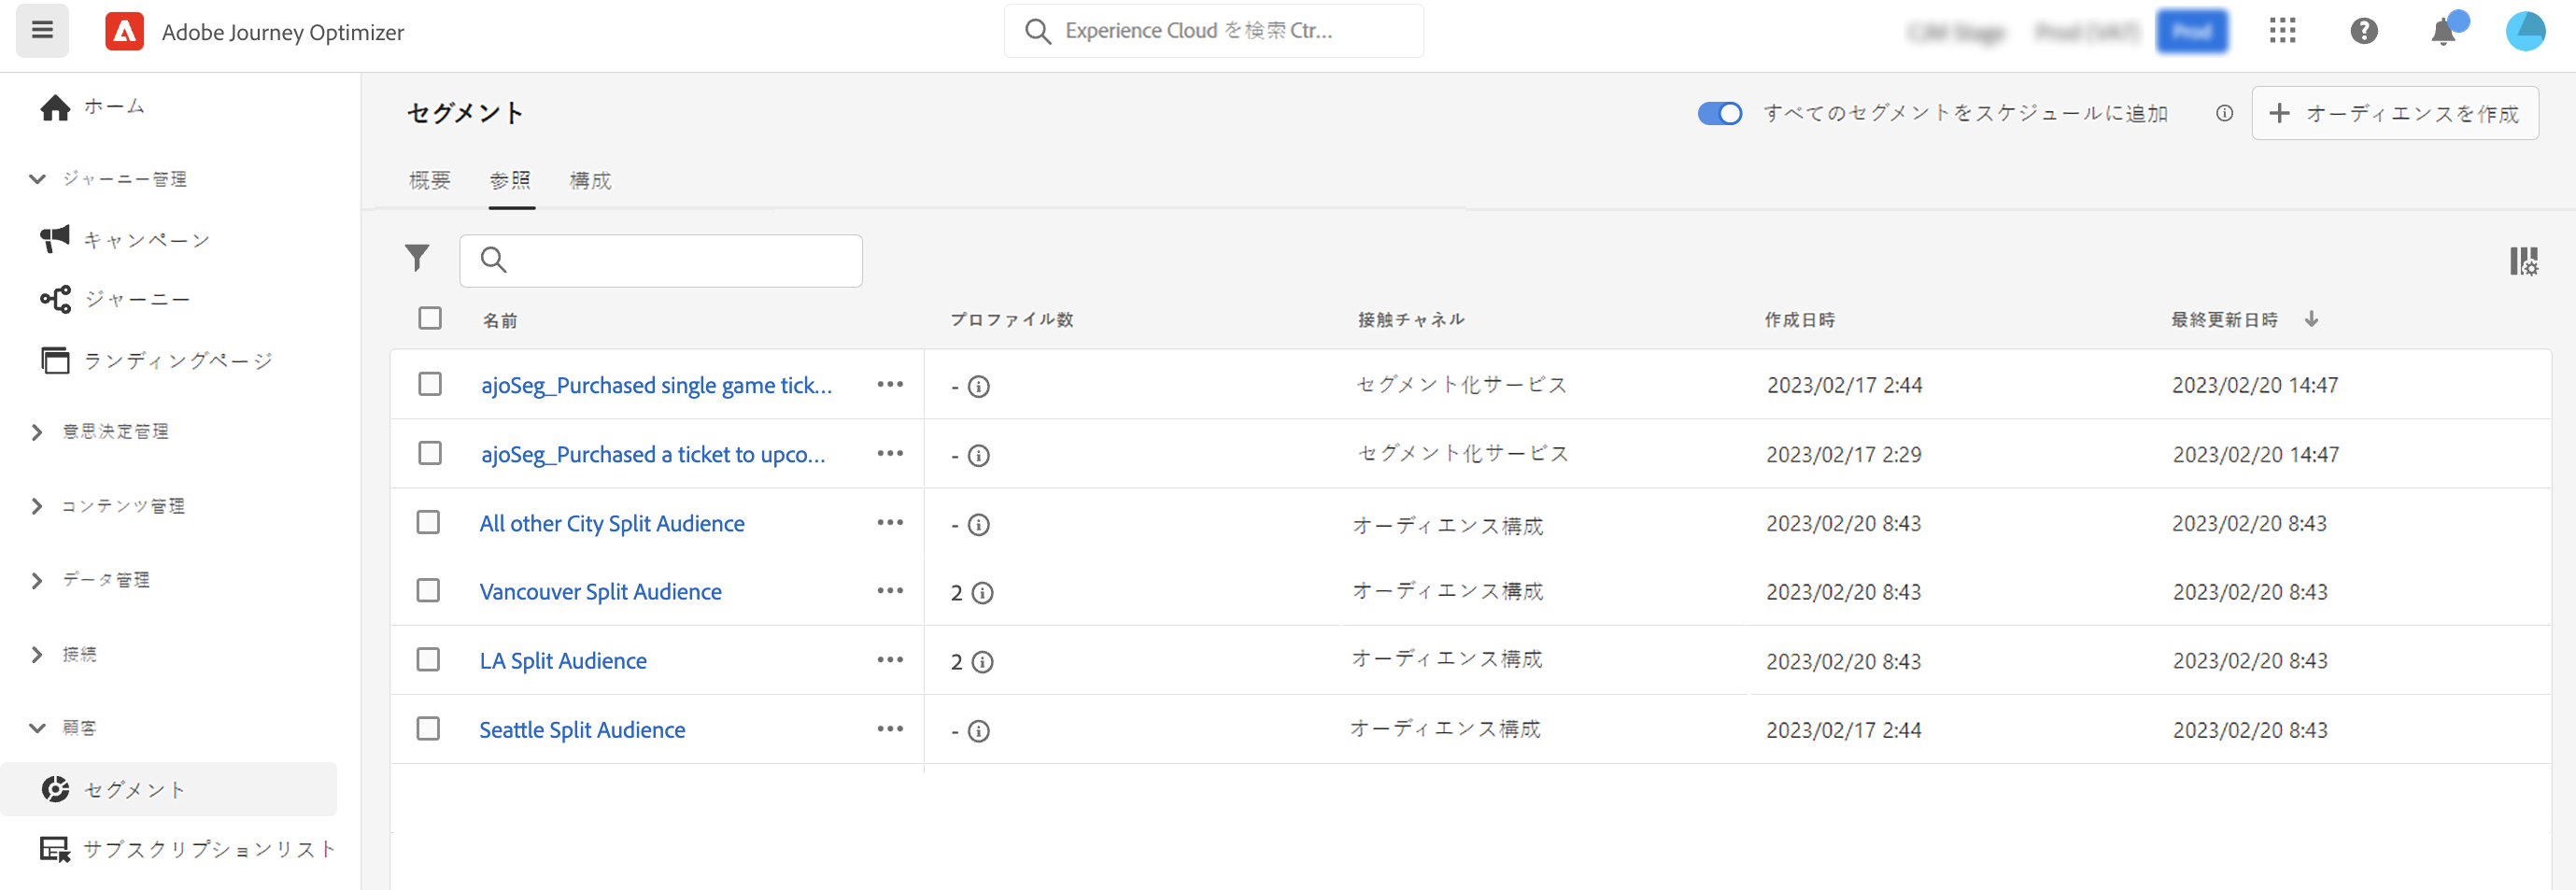 Adobe Journey Optimizer
Experience Cloud を検索 Ctr...
ホーム
ジャーニー管理
キャンペーン
ジャーニー
ランディングページ
意思決定管理
コンテンツ管理
データ管理
接続
顧客
セグメント
サブスクリプションリスト
セグメント
すべてのセグメントをスケジュールに追加
オーディエンスを作成
概要 参照 構成
名前 プロファイル数 接触チャネル 作成日時 最終更新日時
ajoSeg_Purchased single game tick... - セグメント化サービス 2023/02/17 2:44 2023/02/20 14:47
ajoSeg_Purchased a ticket to upco... - セグメント化サービス 2023/02/17 2:29 2023/02/20 14:47
All other City Split Audience - オーディエンス構成 2023/02/20 8:43 2023/02/20 8:43
Vancouver Split Audience 2 オーディエンス構成 2023/02/20 8:43 2023/02/20 8:43
LA Split Audience 2 オーディエンス構成 2023/02/20 8:43 2023/02/20 8:43
Seattle Split Audience - オーディエンス構成 2023/02/17 2:44 2023/02/20 8:43